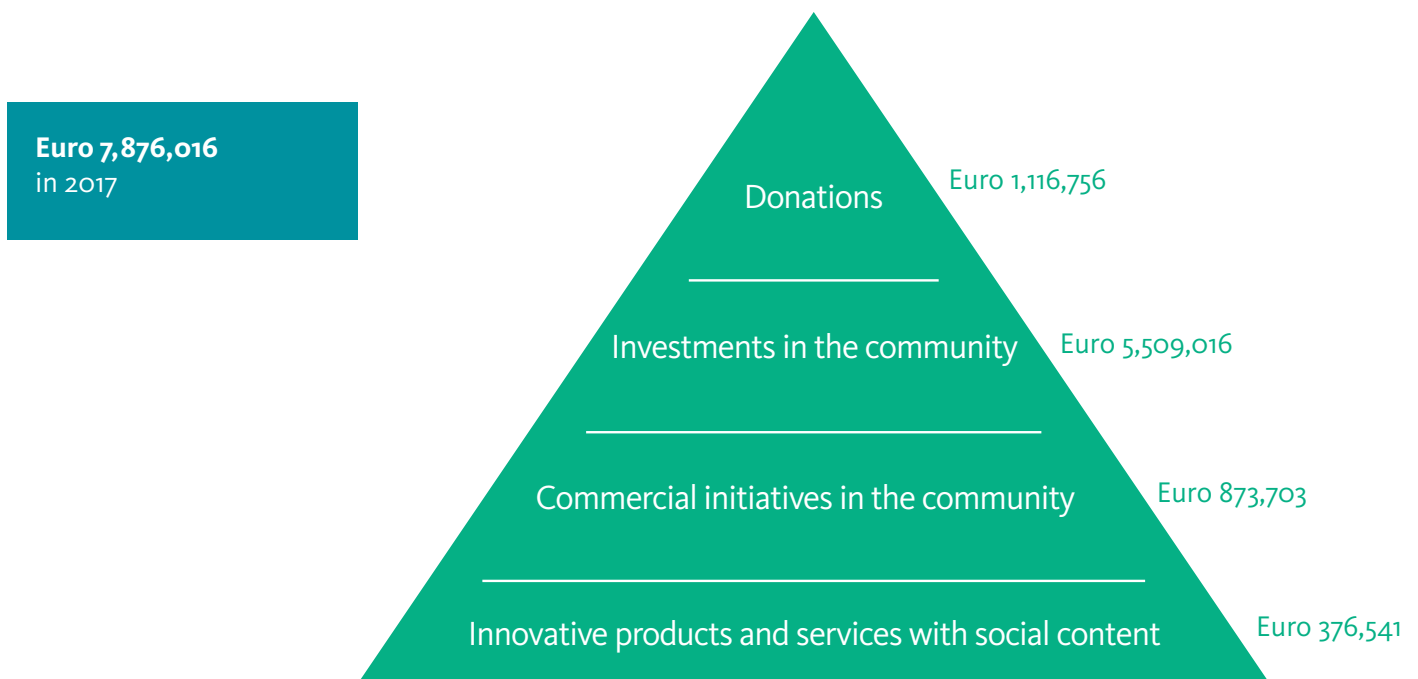 Euro 7,876,016
in 2017
Donations
Euro 1,116,756
Investments in the community
Euro 5,509,016
Commercial initiatives in the community
Euro 873,703
Innovative products and services with social content
Euro 376,541